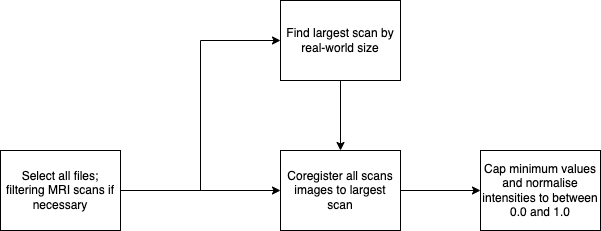 Find largest scan by
real-world size
Select all files;
filtering MRI scans if
necessary
Coregister all scans
images to largest
scan
Cap minimum values
and normalise
intensities to between
0.0 and 1.0